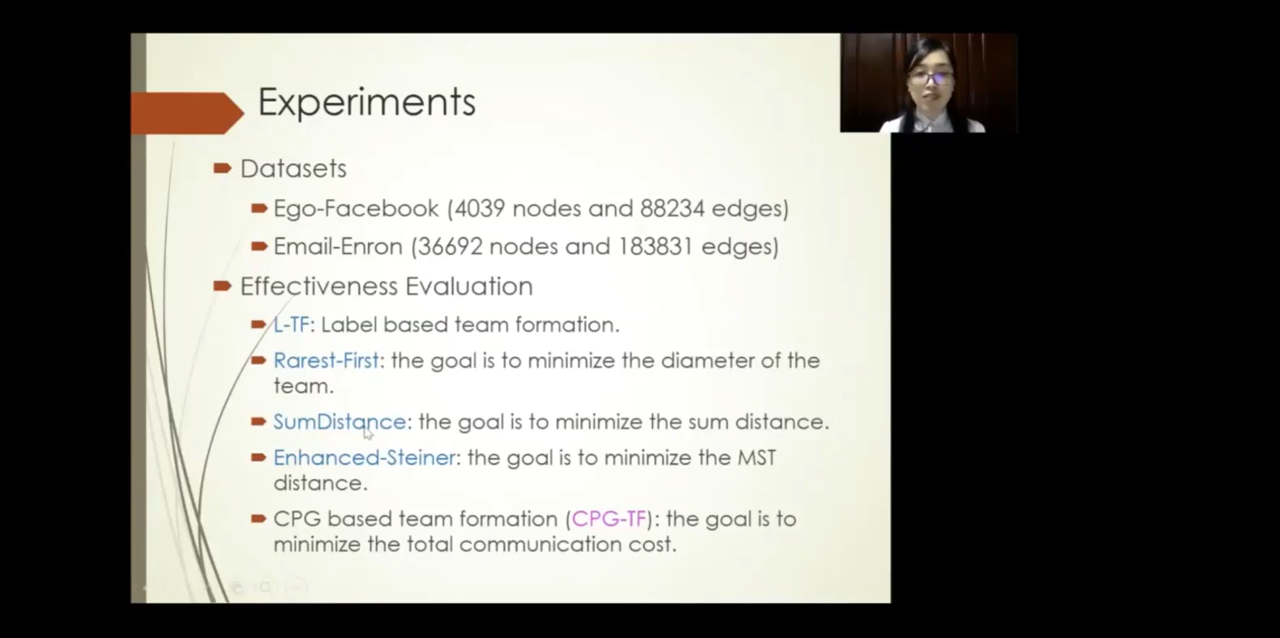 Experiments
Datasets
Ego-Facebook (4039 nodes and 88234 edges)
Email-Enron (36692 nodes and 183831 edges)
Effectiveness Evaluation
L-TF: Label based team formation.
Rarest-First: the goal is to minimize the diameter of the
team.
SumDistance: the goal is to minimize the sum distance.
Enhanced-Steiner: the goal is to minimize the MST
distance.
CPG based team formation (CPG-TF): the goal is to
minimize the total communication cost.